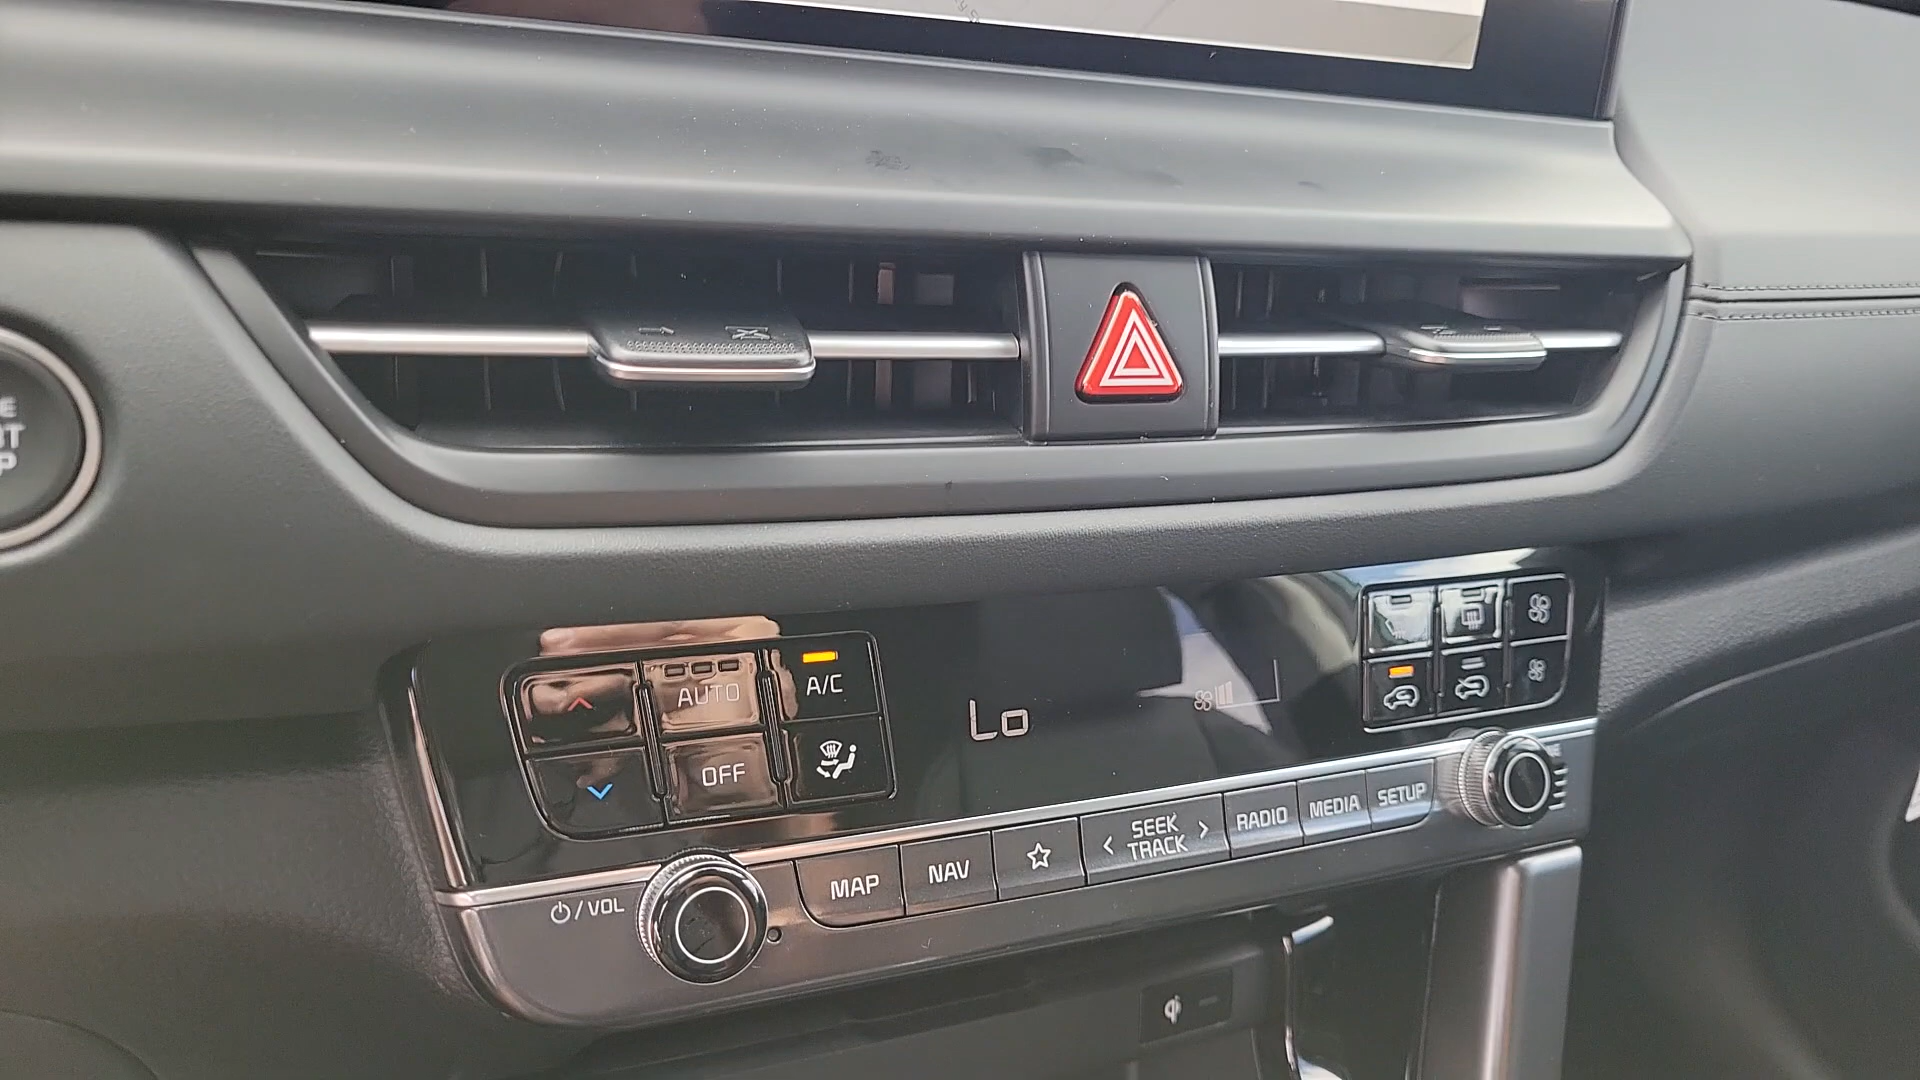 AUTO
A/C
OFF
Lo
/ VOL
MAP
NAV
SEEK
TRACK
RADIO
MEDIA
SETUP